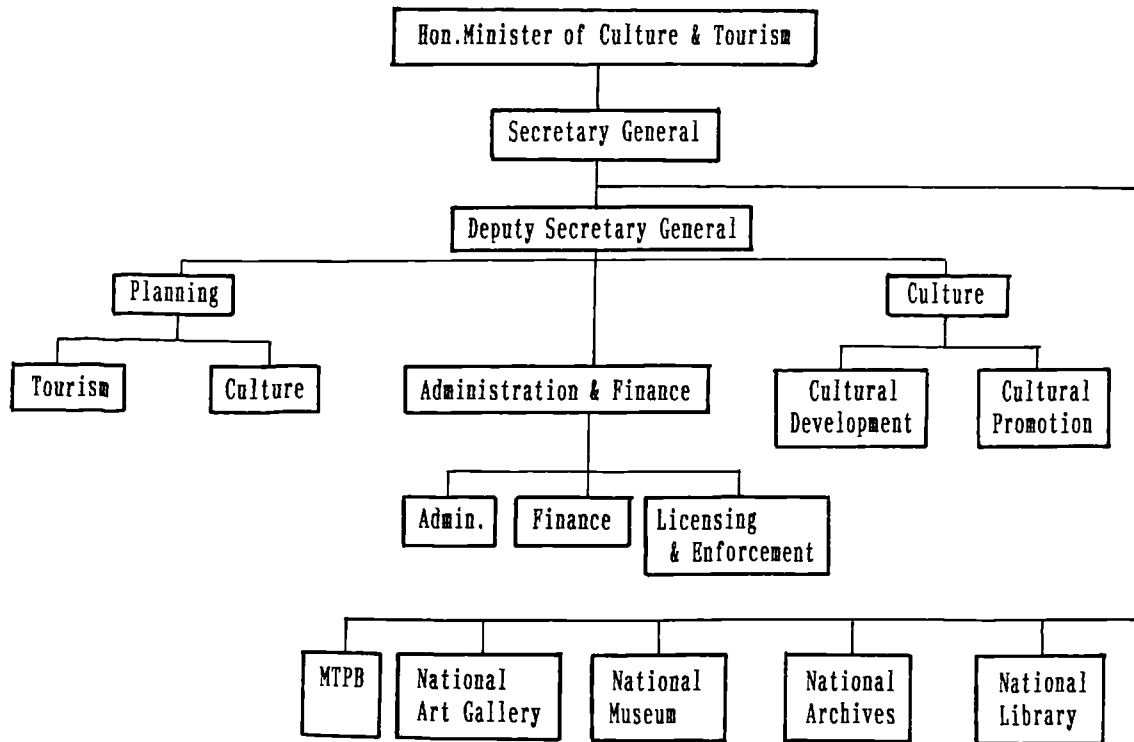 Hon.Minister of Culture & Tourism
Secretary General
Deputy Secretary General
Planning
Culture
Tourism
Culture
Administration & Finance
Cultural
Development
Cultural
Promotion
Admin.
Finance
Licensing
& Enforcement
MTPB
National
Art Gallery
National
Museum
National
Archives
National
Library